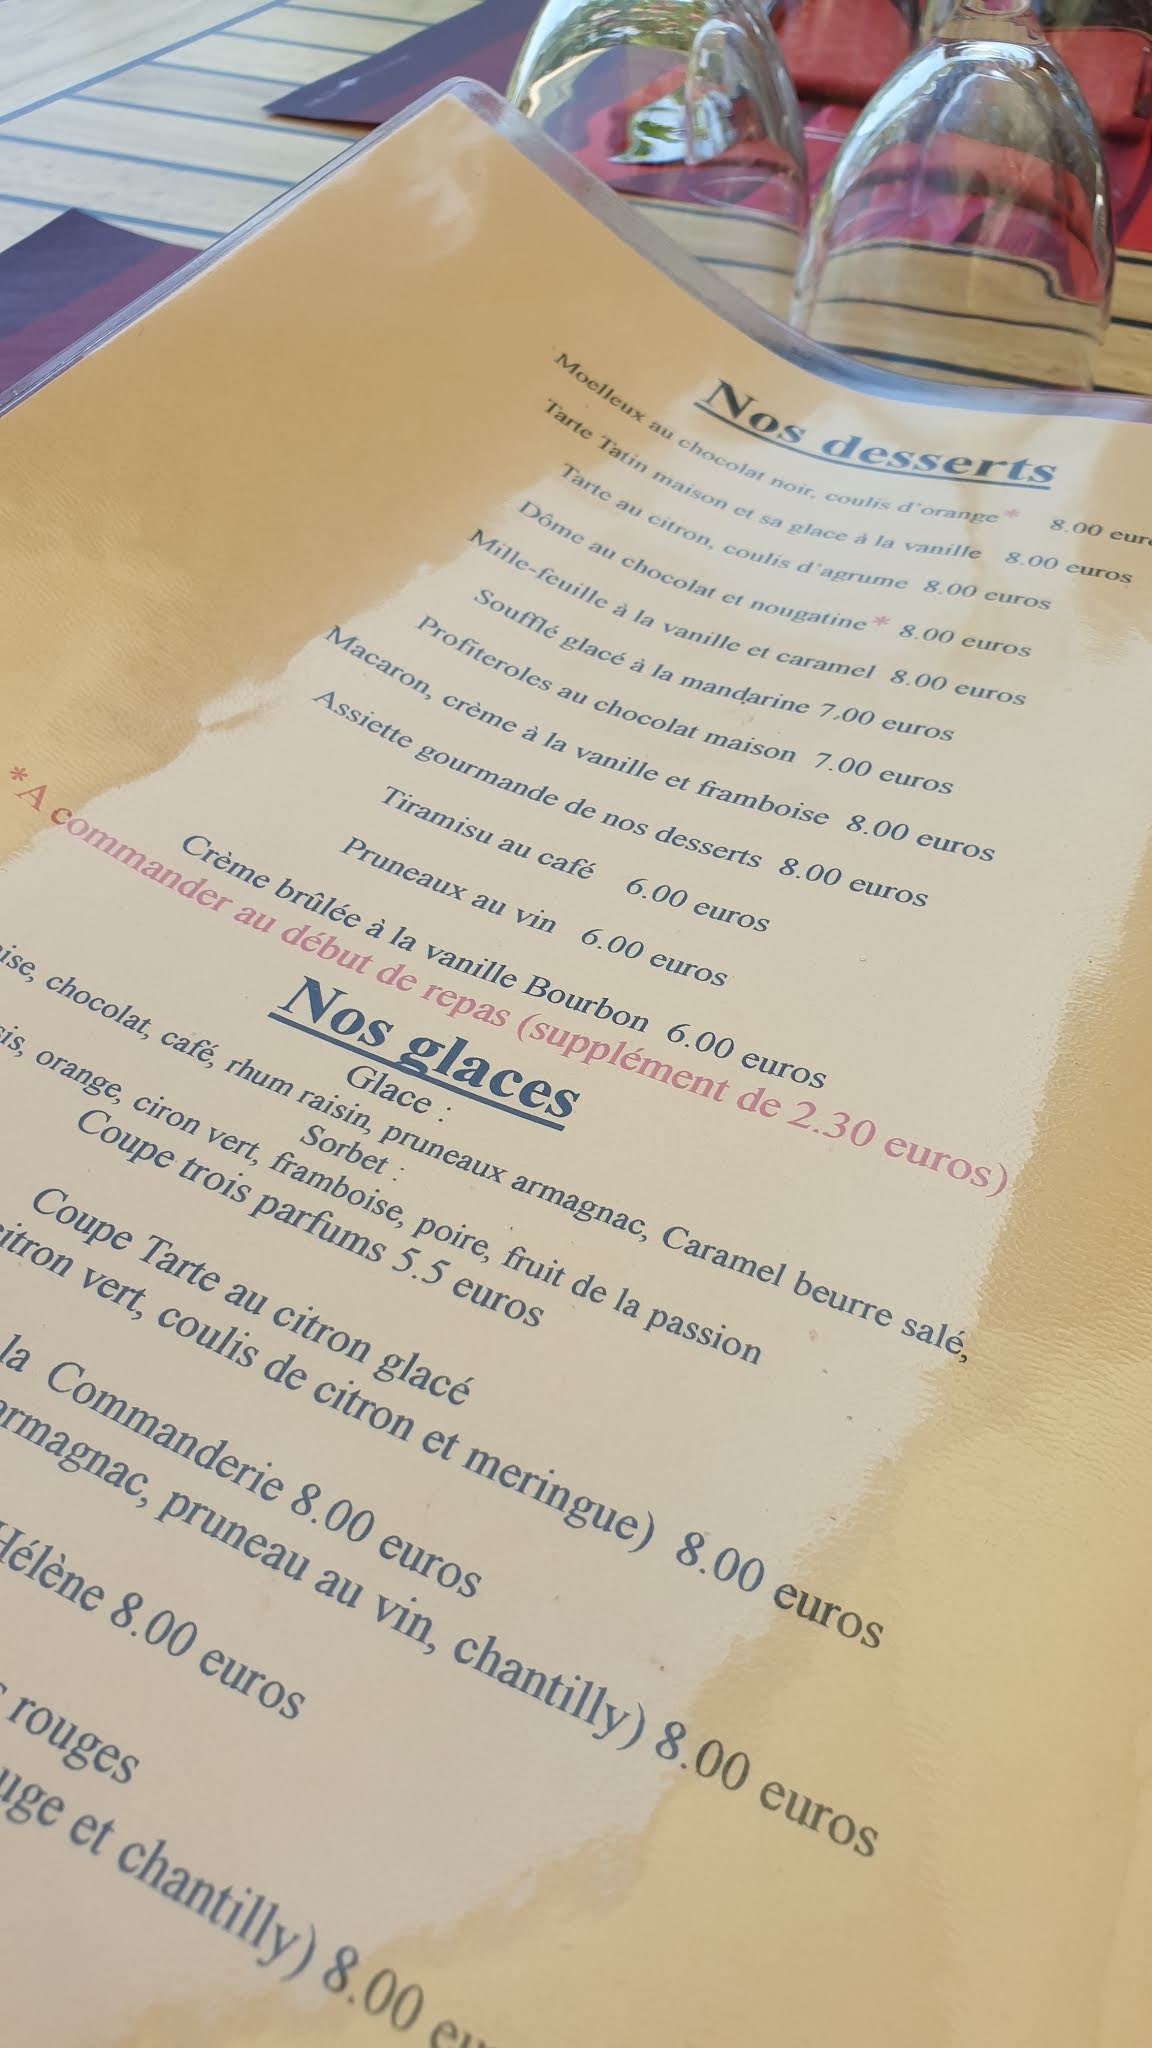 Nos desserts
Moelleux au chocolat noir, coulis d'orange* 8.00
Tarte Tatin maison et sa glace à la vanille 8.00 euros
Tarte au citron, coulis d'agrume 8.00 euros
Dôme au chocolat et nougatine* 8.00 euros
Mille-feuille à la vanille et caramel 8.00 euros
Soufflé glacé à la mandarine 7.00 euros
Profiteroles au chocolat maison 7.00 euros
Macaron, crème à la vanille et framboise 8.00 euros
Assiette gourmande de nos desserts 8.00 euros
Tiramisu au café 6.00 euros
Pruneaux au vin 6.00 euros
Crème brûlée à la vanille Bourbon 6.00 euros
*A commander au début de repas (supplément de 2.30 euros)
Nos glaces
Glace :
chocolat, café, rhum raisin, pruneaux armagnac, Caramel beurre salé,
Sorbet :
orange, ciron vert, framboise, poire, fruit de la passion
Coupe trois parfums 5.5 euros
Coupe Tarte au citron glacé
citron vert, coulis de citron et meringue) 8.00 euros
la Commanderie 8.00 euros
armagnac, pruneau au vin, chantilly) 8.00 euros
Hélène 8.00 euros
rouges
et chantilly) 8.00